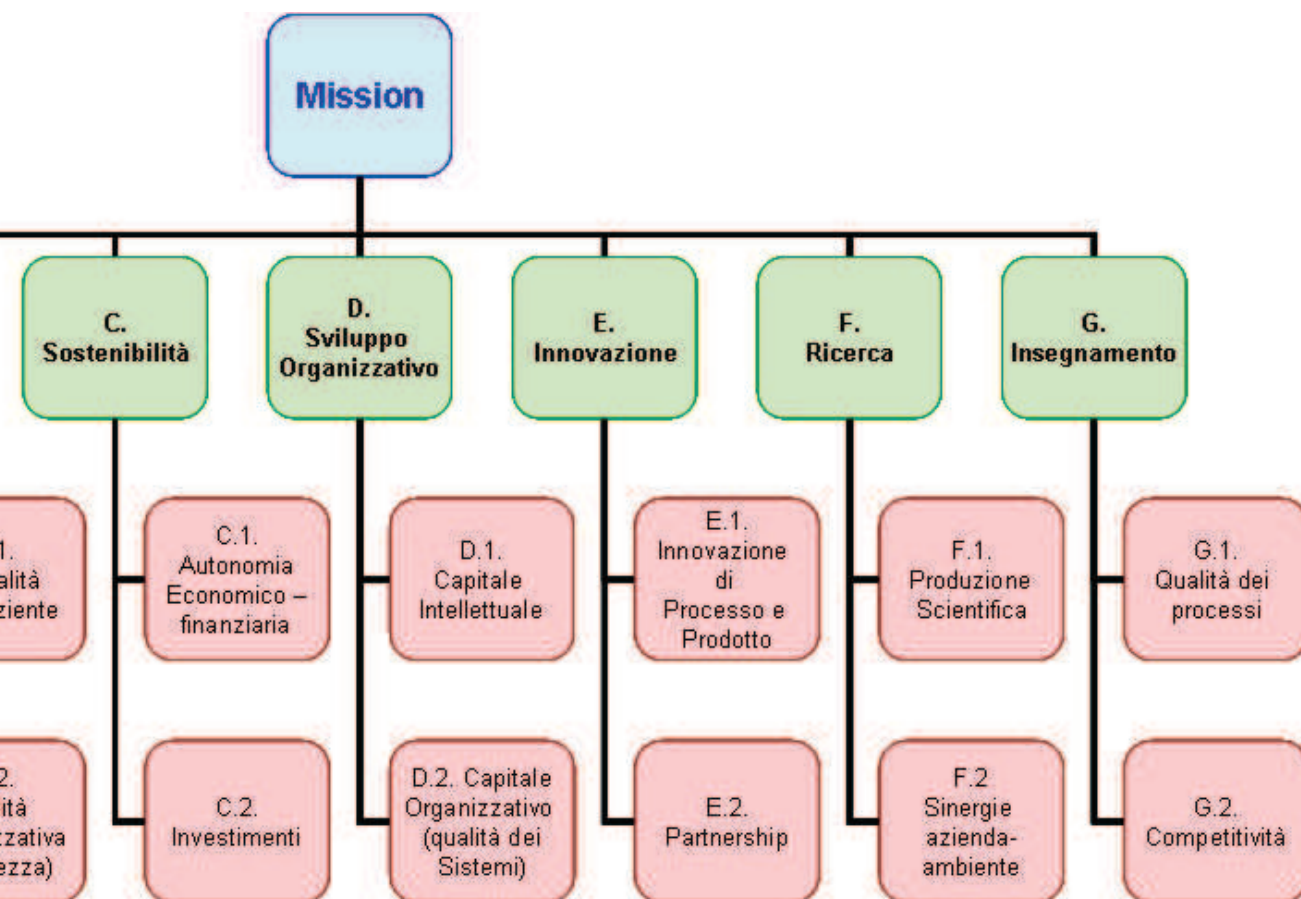 Mission
C.
Sostenibilità
D.
Sviluppo
Organizzativo
E.
Innovazione
F.
Ricerca
G.
Insegnamento
1.
C.1.
Autonomia
Economico –
finanziaria
D.1.
Capitale
Intellettuale
E.1.
Innovazione
di
Processo e
Prodotto
F.1.
Produzione
Scientifica
G.1.
Qualità dei
processi
2.
C.2.
Investimenti
D.2. Capitale
Organizzativo
(qualità dei
Sistemi)
E.2.
Partnership
F.2
Sinergie
azienda-
ambiente
G.2.
Competitività